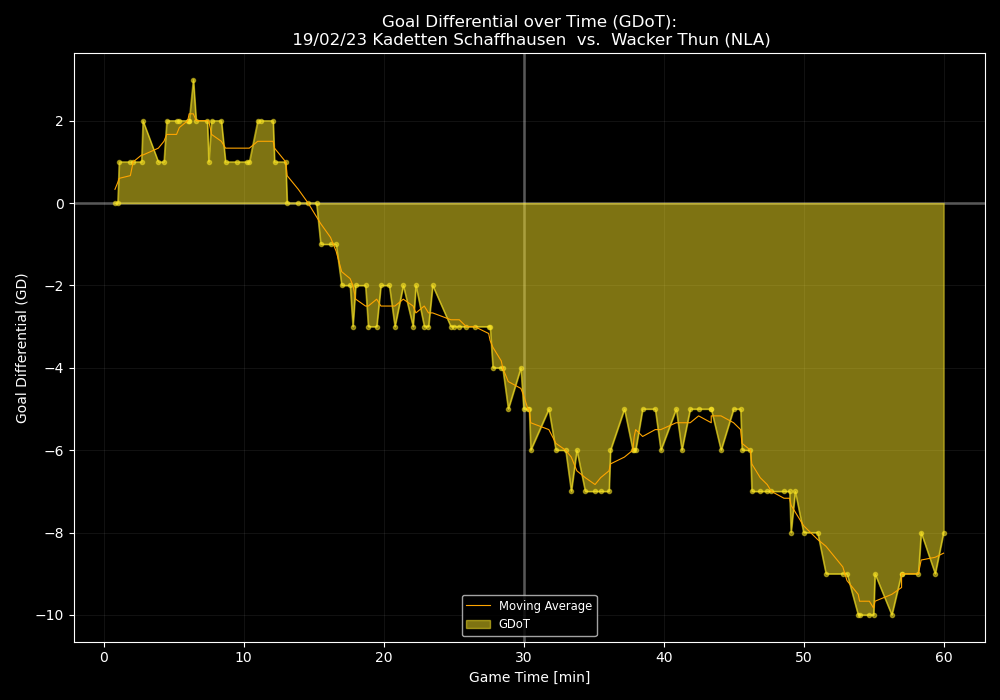 Goal Differential over Time (GDoT):
19/02/23 Kadetten Schaffhausen  vs.  Wacker Thun (NLA)
Goal Differential (GD)
2
0
−2
−4
−6
−8
−10
Moving Average
GDoT
0 10 20 30 40 50 60
Game Time [min]